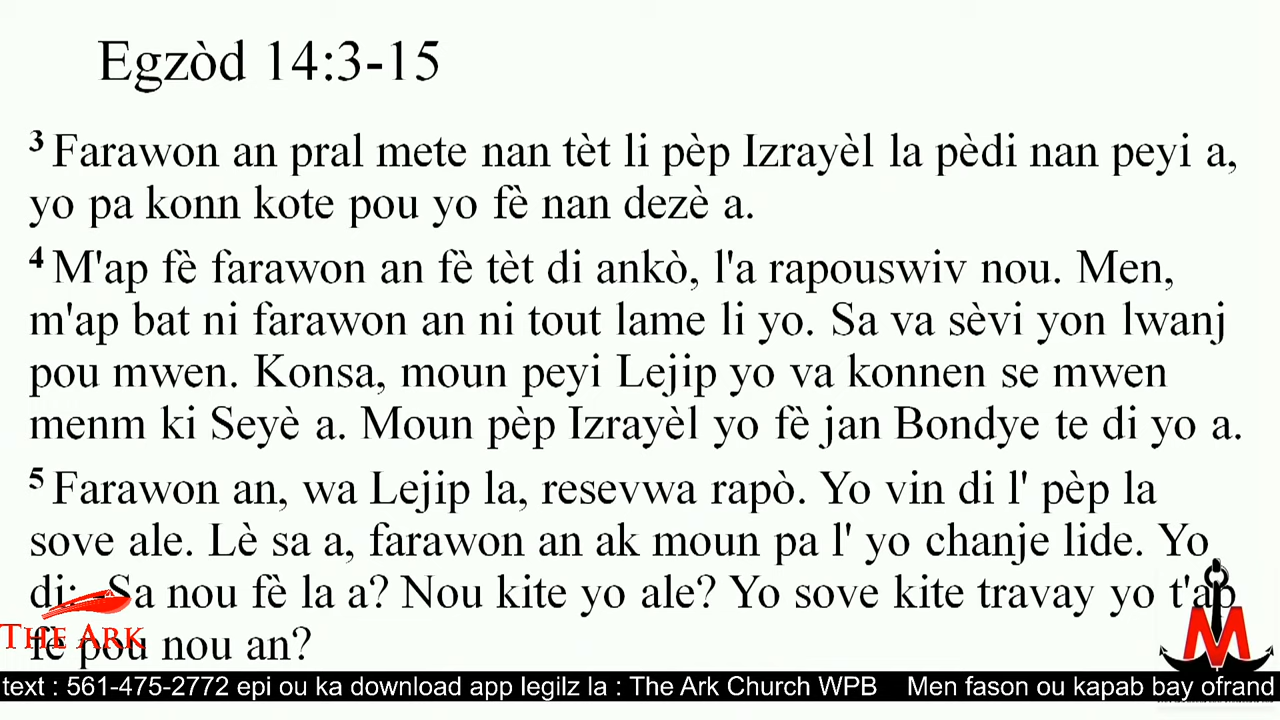 Egzòd 14:3-15
3 Farawon an pral mete nan tèt li pèp Izrayèl la pèdi nan peyi a,
yo pa konn kote pou yo fè nan dezè a.
4 M'ap fè farawon an fè tèt di ankò, l'a rapouswiv nou. Men,
m'ap bat ni farawon an ni tout lame li yo. Sa va sèvi yon lwanj
pou mwen. Konsa, moun peyi Lejip yo va konnen se mwen
menm ki Seyè a. Moun pèp Izrayèl yo fè jan Bondye te di yo a.
5 Farawon an, wa Lejip la, resevwa rapò. Yo vin di l' pèp la
sove ale. Lè sa a, farawon an ak moun pa l' yo chanje lide. Yo
di: -Sa nou fè la a? Nou kite yo ale? Yo sove kite travay yo t'ap
fè pou nou an?
THE ARK
M
text : 561-475-2772 epi ou ka download app legilz la : The Ark Church WPB Men fason ou kapab bay ofrand